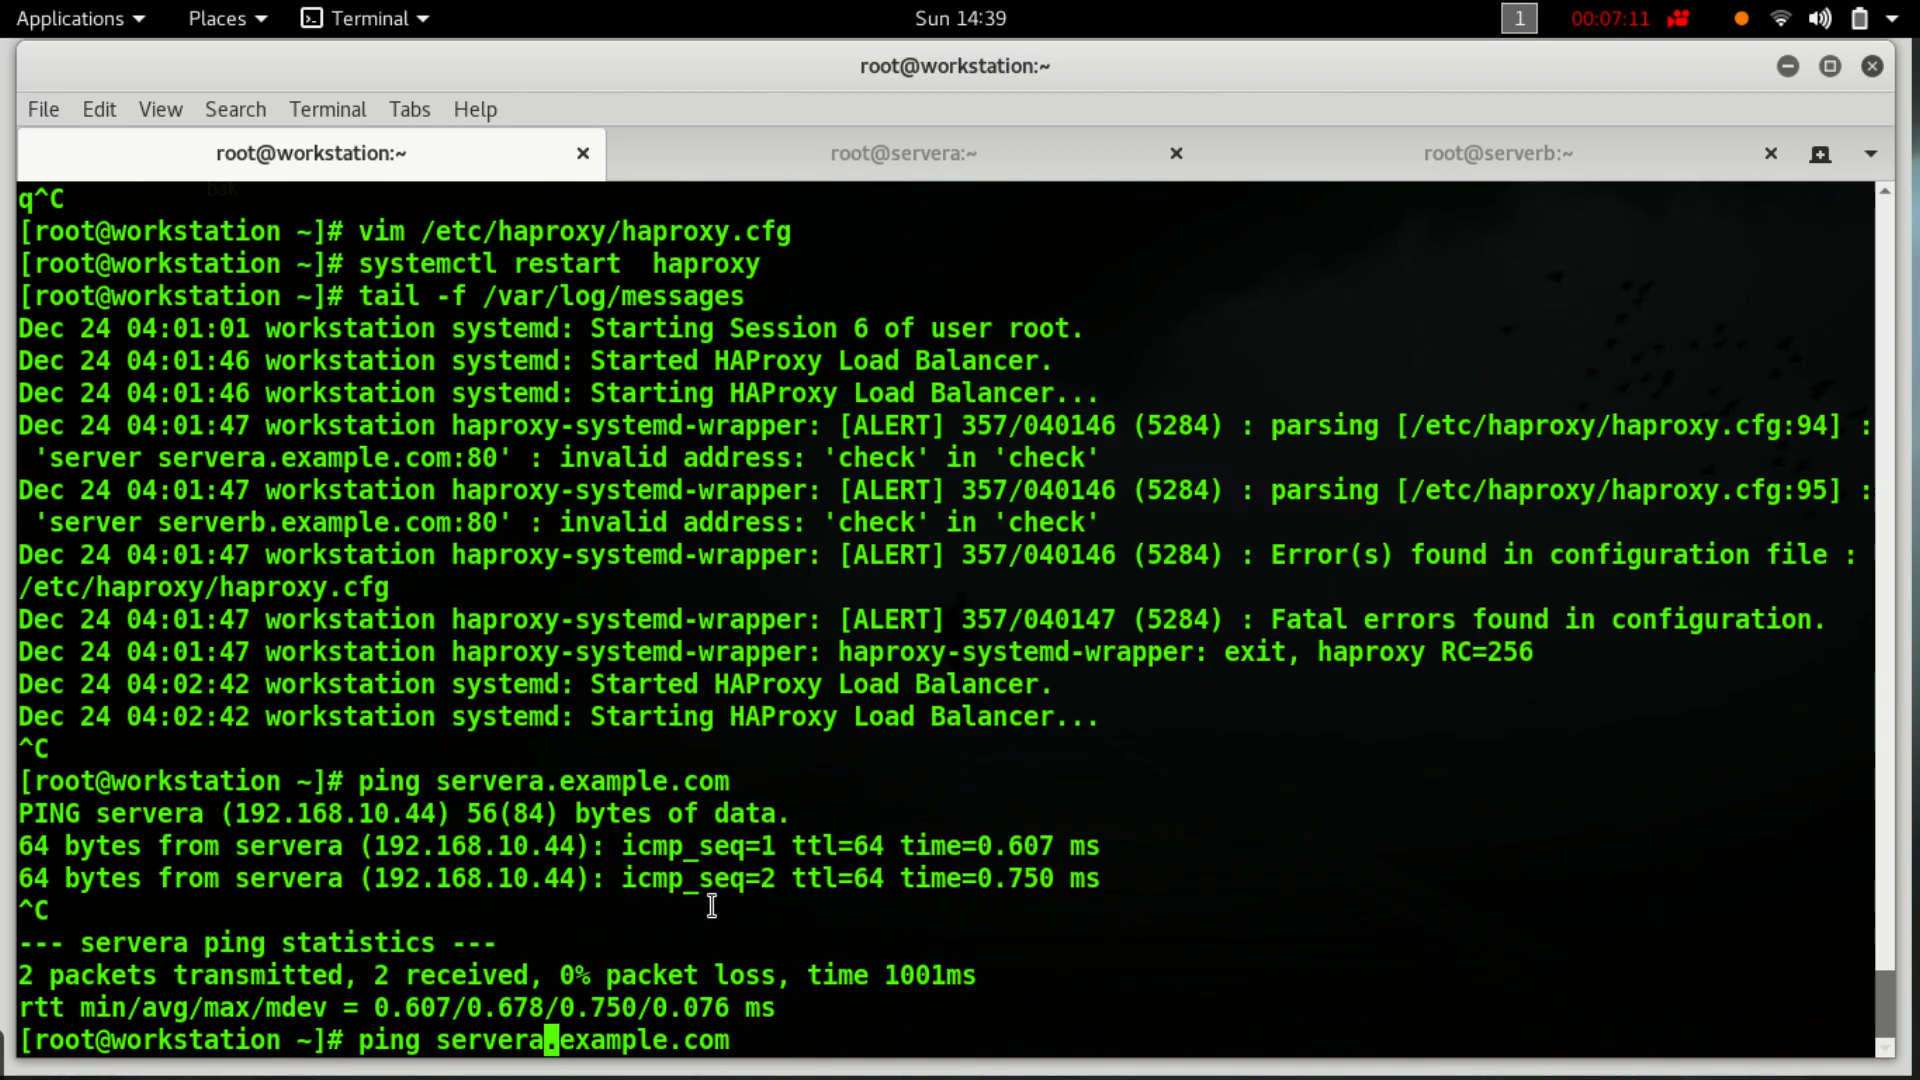 Applications Places Terminal Sun 14:39 1 00:07:11
root@workstation:~
File Edit View Search Terminal Tabs Help
root@workstation:~ root@servera:~ root@serverb:~
bak
q^C
[root@workstation ~]# vim /etc/haproxy/haproxy.cfg
[root@workstation ~]# systemctl restart  haproxy
[root@workstation ~]# tail -f /var/log/messages
Dec 24 04:01:01 workstation systemd: Starting Session 6 of user root.
Dec 24 04:01:46 workstation systemd: Started HAProxy Load Balancer.
Dec 24 04:01:46 workstation systemd: Starting HAProxy Load Balancer...
Dec 24 04:01:47 workstation haproxy-systemd-wrapper: [ALERT] 357/040146 (5284) : parsing [/etc/haproxy/haproxy.cfg:94] :
'server servera.example.com:80' : invalid address: 'check' in 'check'
Dec 24 04:01:47 workstation haproxy-systemd-wrapper: [ALERT] 357/040146 (5284) : parsing [/etc/haproxy/haproxy.cfg:95] :
'server serverb.example.com:80' : invalid address: 'check' in 'check'
Dec 24 04:01:47 workstation haproxy-systemd-wrapper: [ALERT] 357/040146 (5284) : Error(s) found in configuration file :
/etc/haproxy/haproxy.cfg
Dec 24 04:01:47 workstation haproxy-systemd-wrapper: [ALERT] 357/040147 (5284) : Fatal errors found in configuration.
Dec 24 04:01:47 workstation haproxy-systemd-wrapper: haproxy-systemd-wrapper: exit, haproxy RC=256
Dec 24 04:02:42 workstation systemd: Started HAProxy Load Balancer.
Dec 24 04:02:42 workstation systemd: Starting HAProxy Load Balancer...
^C
[root@workstation ~]# ping servera.example.com
PING servera (192.168.10.44) 56(84) bytes of data.
64 bytes from servera (192.168.10.44): icmp_seq=1 ttl=64 time=0.607 ms
64 bytes from servera (192.168.10.44): icmp_seq=2 ttl=64 time=0.750 ms
^C
--- servera ping statistics ---
2 packets transmitted, 2 received, 0% packet loss, time 1001ms
rtt min/avg/max/mdev = 0.607/0.678/0.750/0.076 ms
[root@workstation ~]# ping servera.example.com